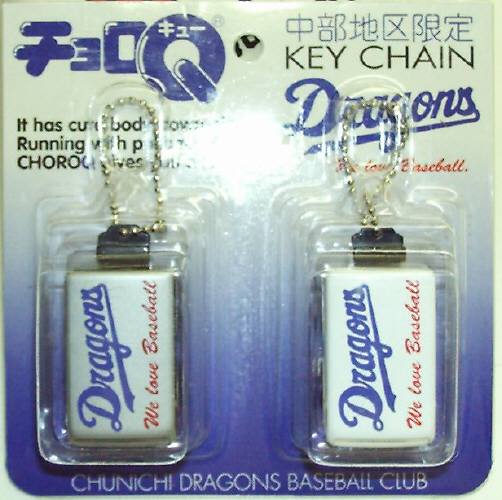 チョロQ
キュー
®
中部地区限定
KEY CHAIN
Dragons
We love Baseball.
It has cute body
Running with
CHOROQ gives
Dragons
We love Baseball
Dragons
We love Baseball
CHUNICHI DRAGONS BASEBALL CLUB